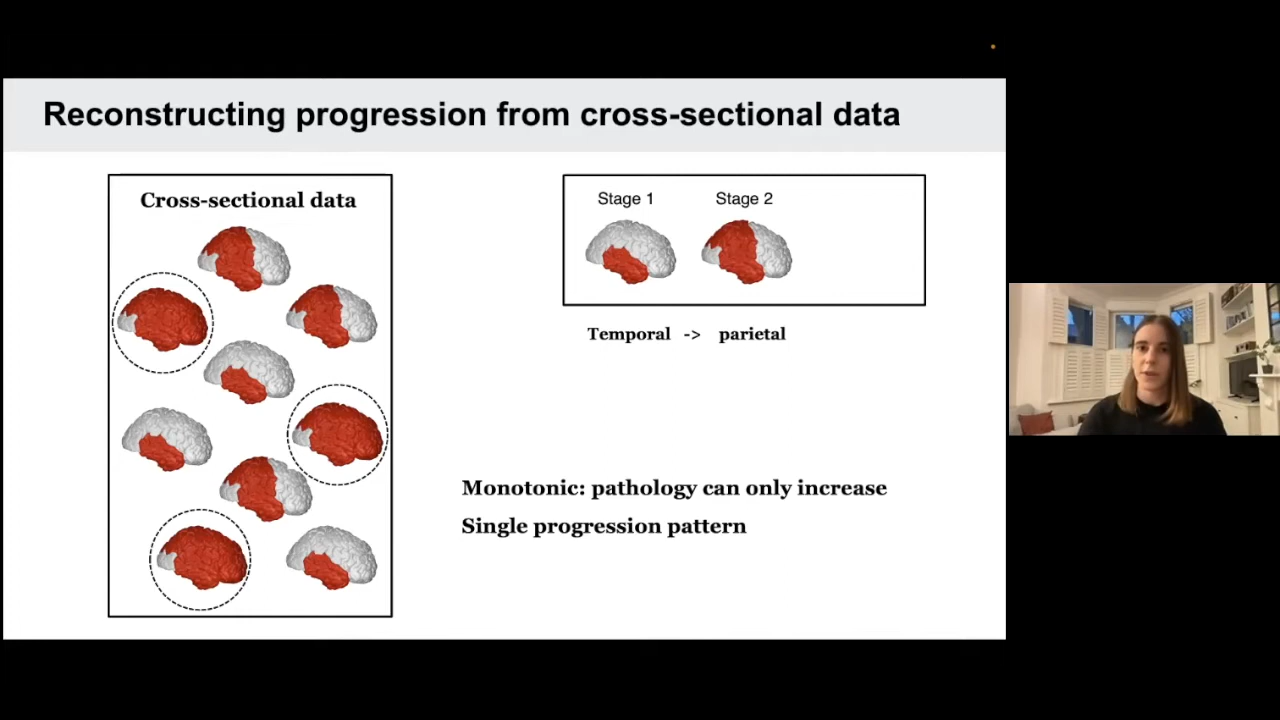 Reconstructing progression from cross-sectional data
Cross-sectional data
Stage 1 Stage 2
Temporal -> parietal
Monotonic: pathology can only increase
Single progression pattern